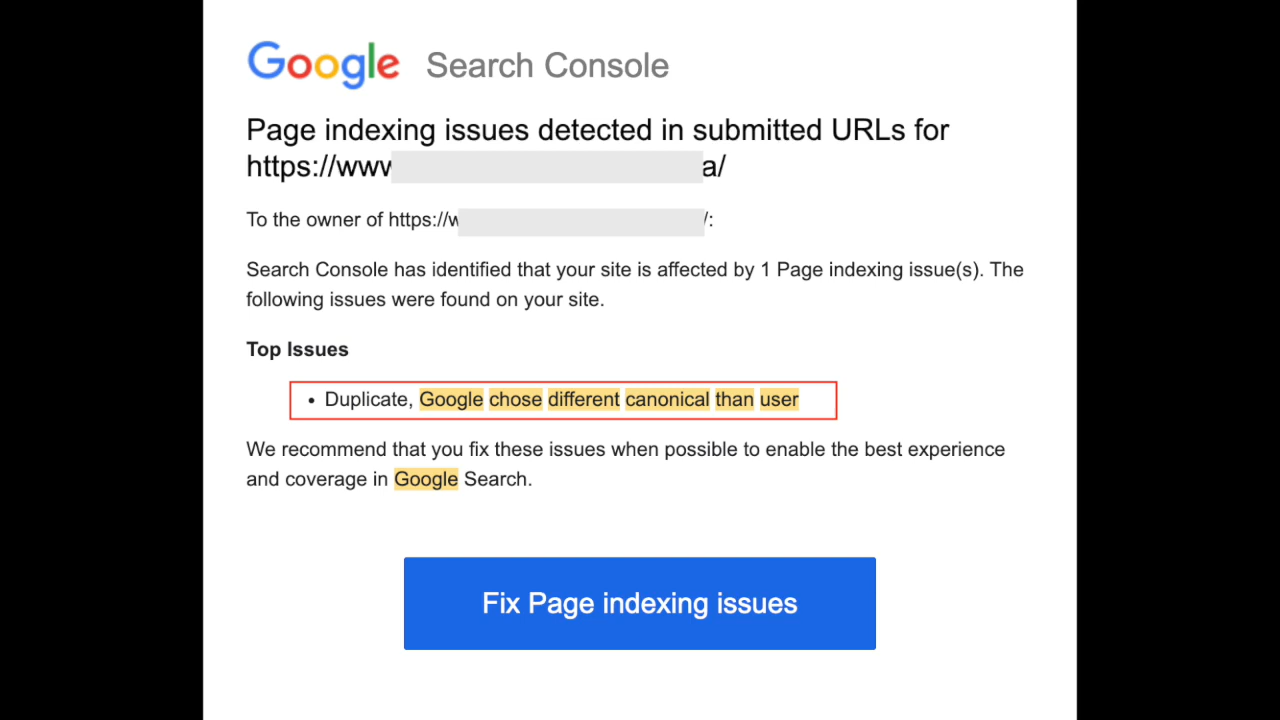 Google Search Console
Page indexing issues detected in submitted URLs for
https://www a/
To the owner of https://w /:
Search Console has identified that your site is affected by 1 Page indexing issue(s). The
following issues were found on your site.
Top Issues
• Duplicate, Google chose different canonical than user
We recommend that you fix these issues when possible to enable the best experience
and coverage in Google Search.
Fix Page indexing issues